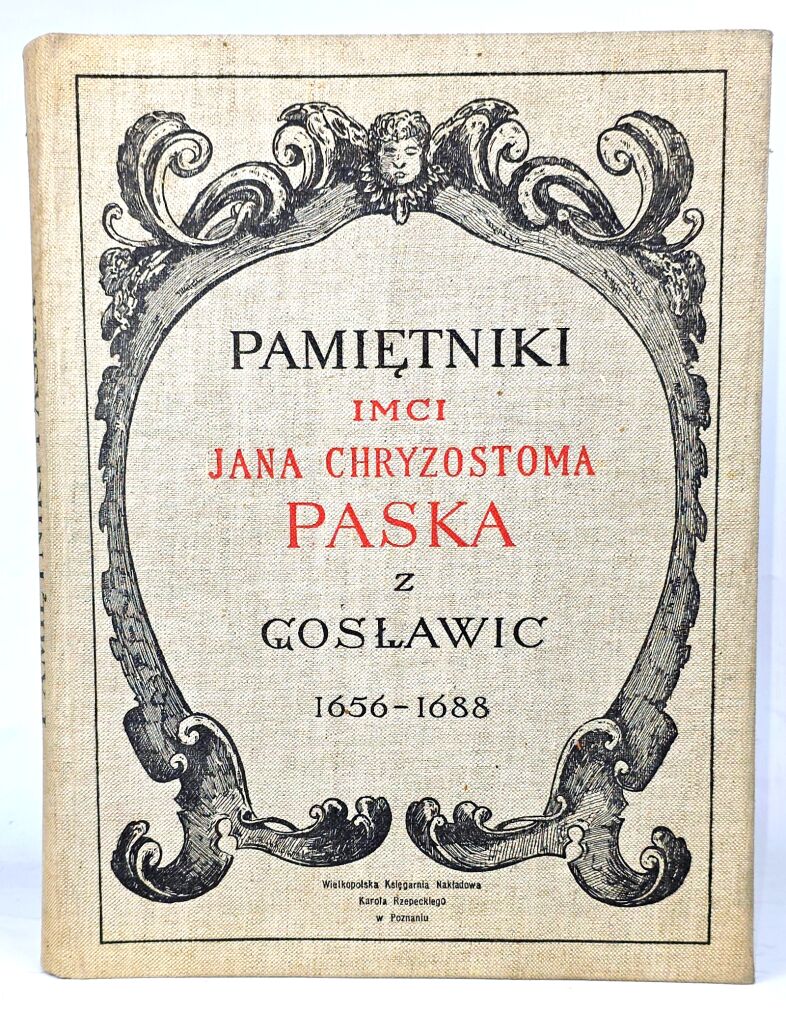 PAMIĘTNIKI
IMCI
JANA CHRYZOSTOMA
PASKA
Z
GOSŁAWIC
1656-1688
Wielkopolska Księgarnia Nakładowa
Karola Rzepeckiego
w Poznaniu